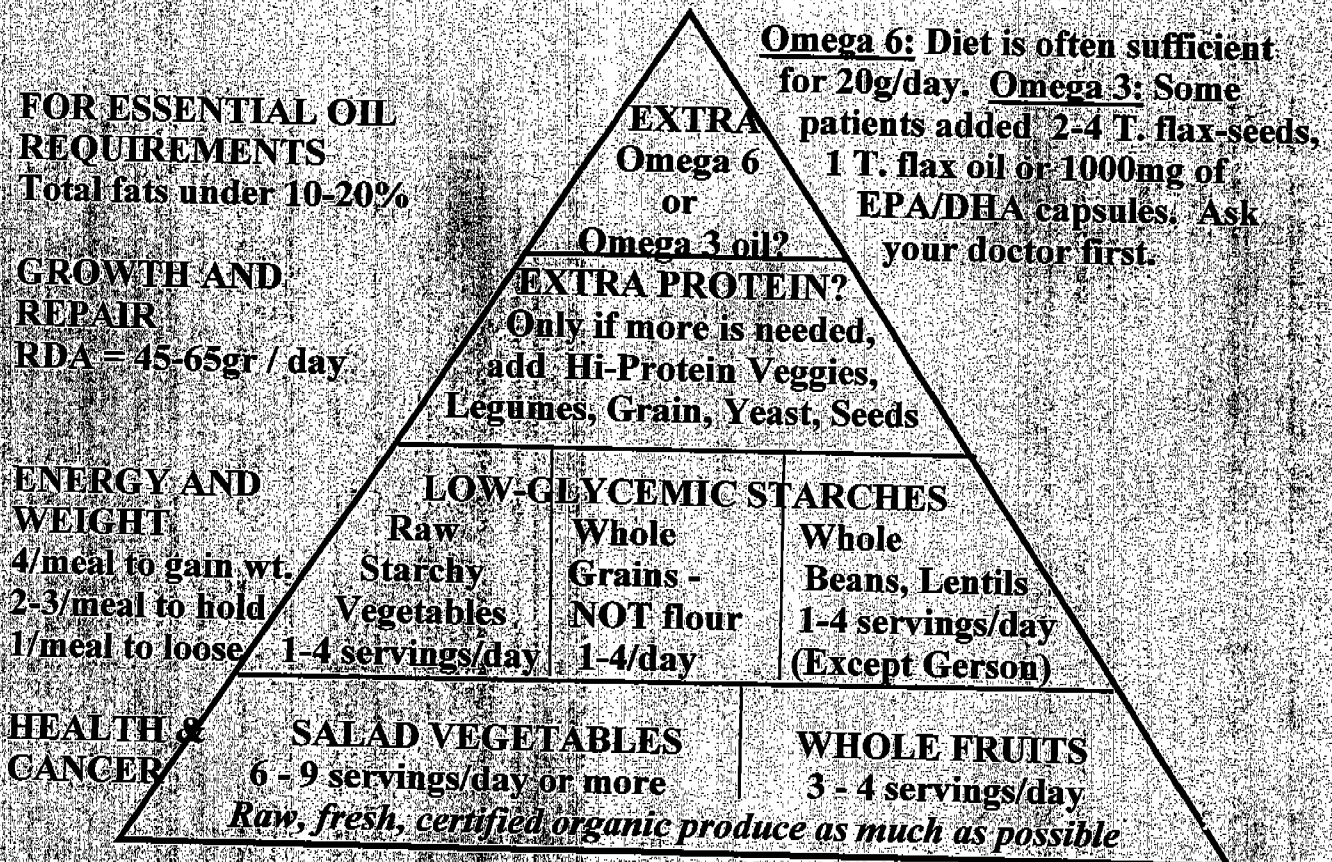 Omega 6: Diet is often sufficient
for 20g/day. Omega 3: Some
patients added 2-4 T. flax-seeds,
1 T. flax oil or 1000mg of
EPA/DHA capsules. Ask
your doctor first.
FOR ESSENTIAL OIL
REQUIREMENTS
Total fats under 10-20%
EXTRA
Omega 6
or
Omega 3 oil?
GROWTH AND
REPAIR
RDA = 45-65gr / day
EXTRA PROTEIN?
Only if more is needed,
add Hi-Protein Veggies,
Legumes, Grain, Yeast, Seeds
ENERGY AND
WEIGHT
4/meal to gain wt.
2-3/meal to hold
1/meal to loose
LOW-GLYCEMIC STARCHES
Raw
Starchy
Vegetables
1-4 servings/day
Whole
Grains -
NOT flour
1-4/day
Whole
Beans, Lentils
1-4 servings/day
(Except Gerson)
HEALTH &
CANCER
SALAD VEGETABLES
6 - 9 servings/day or more
WHOLE FRUITS
3 - 4 servings/day
Raw, fresh, certified organic produce as much as possible